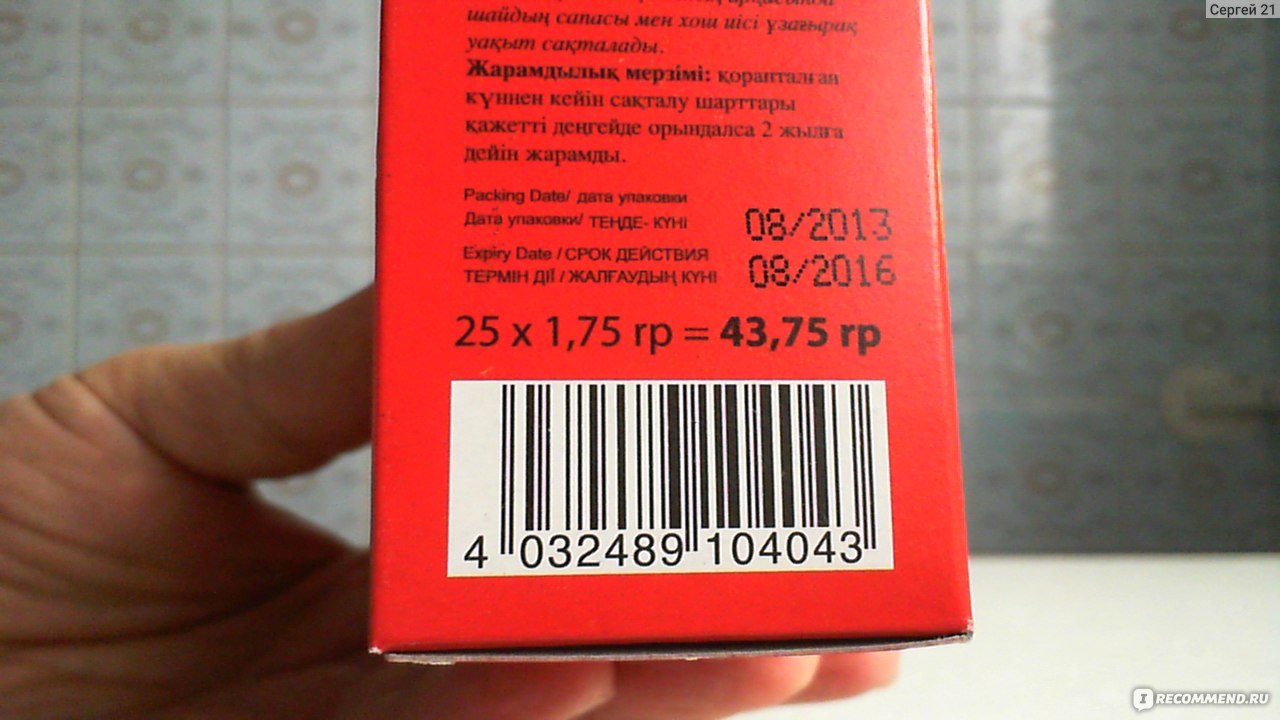 Сергей 21
шайдың сапасы мен хош иісі ұзағырақ
уақыт сақталады.
Жарамдылық мерзімі: қорапталған
күннен кейін сақталу шарттары
қажетті деңгейде орындалса 2 жылға
дейін жарамды.
Packing Date/ дата упаковки
Дата упаковки/ ТЕҢДЕ- КҮНІ
08/2013
Expiry Date / СРОК ДЕЙСТВИЯ
ТЕРМІН ДІЇ / ЖАЛҒАУДЫҢ КҮНІ
08/2016
25 x 1,75 гр = 43,75 гр
4 032489 104043
IRECOMMEND.RU